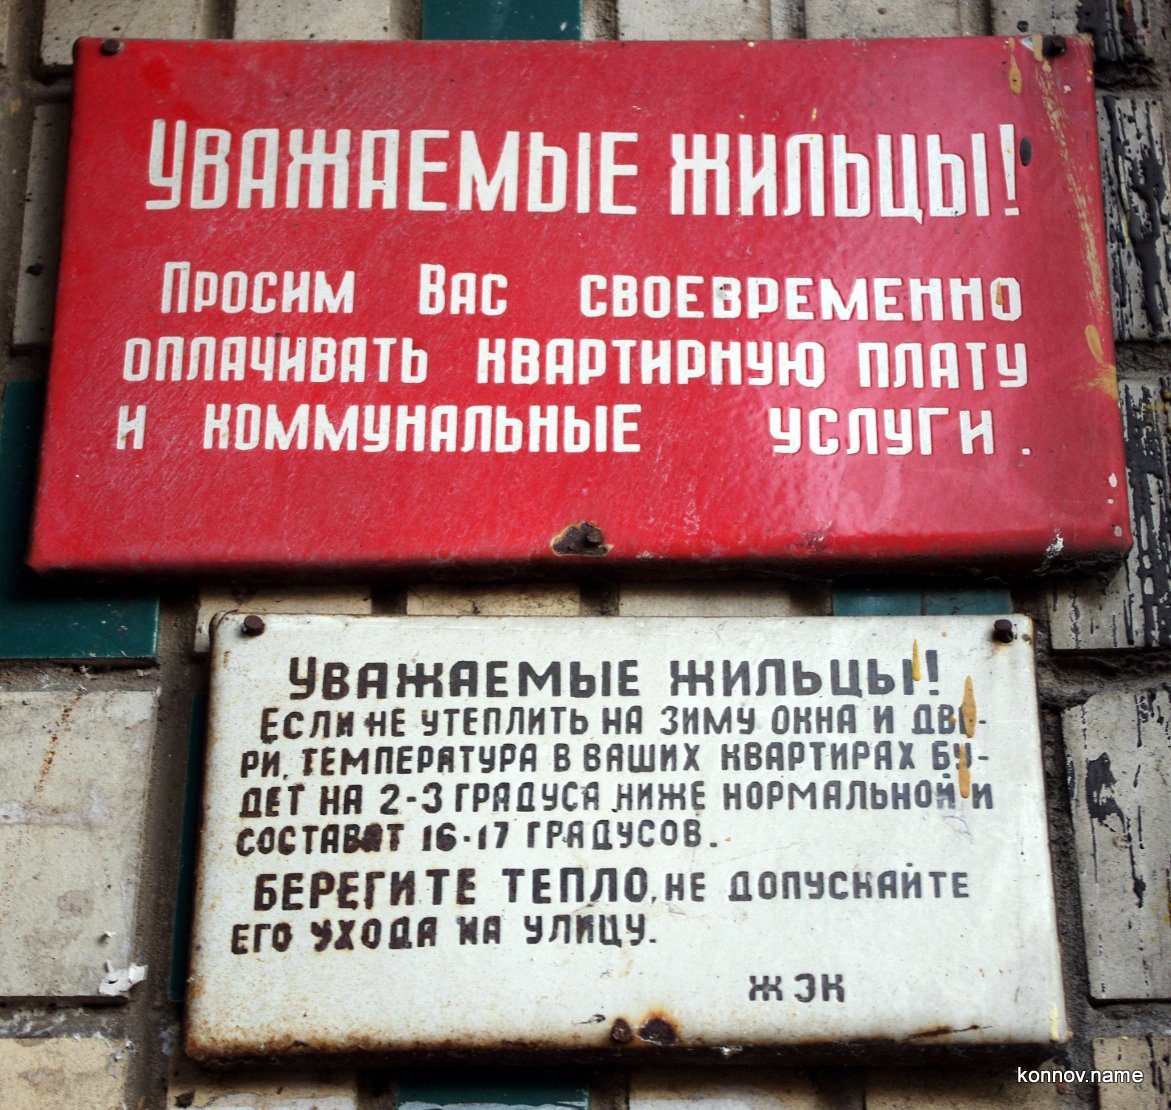 УВАЖАЕМЫЕ ЖИЛЬЦЫ!
ПРОСИМ ВАС СВОЕВРЕМЕННО
ОПЛАЧИВАТЬ КВАРТИРНУЮ ПЛАТУ
И КОММУНАЛЬНЫЕ УСЛУГИ.
УВАЖАЕМЫЕ ЖИЛЬЦЫ!
ЕСЛИ НЕ УТЕПЛИТЬ НА ЗИМУ ОКНА И ДВЕ-
РИ, ТЕМПЕРАТУРА В ВАШИХ КВАРТИРАХ БУ-
ДЕТ НА 2-3 ГРАДУСА НИЖЕ НОРМАЛЬНОЙ И
СОСТАВИТ 16-17 ГРАДУСОВ.
БЕРЕГИТЕ ТЕПЛО, НЕ ДОПУСКАЙТЕ
ЕГО УХОДА НА УЛИЦУ.
ЖЭК
konnov.name